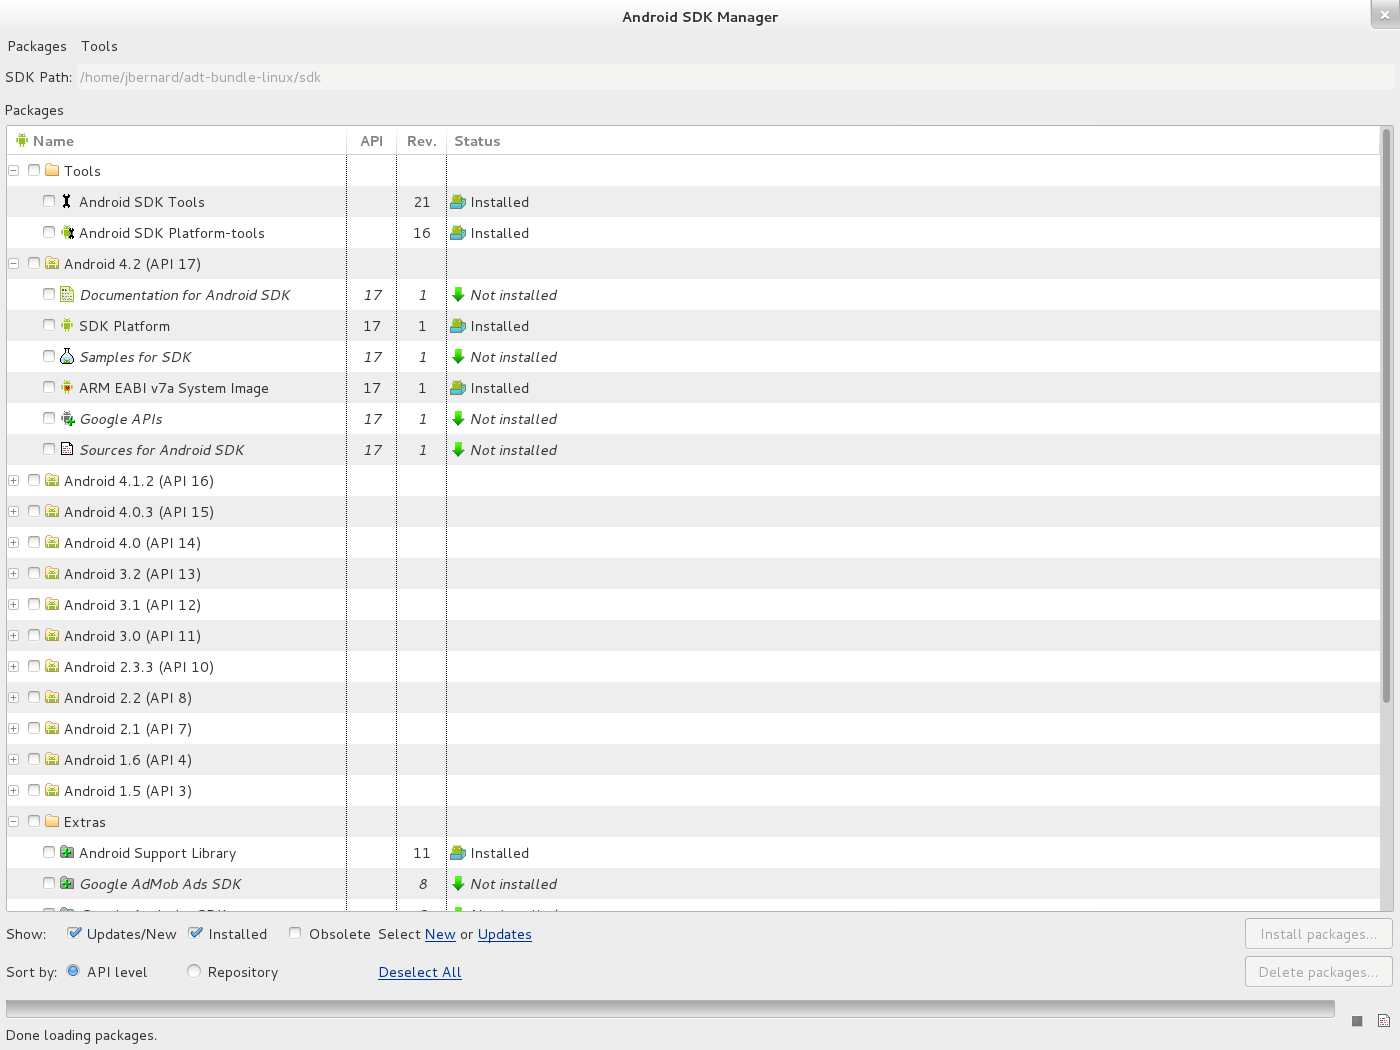 Android SDK Manager
Packages Tools
SDK Path: /home/jbernard/adt-bundle-linux/sdk
Packages
Name API Rev. Status
Tools
Android SDK Tools 21 Installed
Android SDK Platform-tools 16 Installed
Android 4.2 (API 17)
Documentation for Android SDK 17 1 Not installed
SDK Platform 17 1 Installed
Samples for SDK 17 1 Not installed
ARM EABI v7a System Image 17 1 Installed
Google APIs 17 1 Not installed
Sources for Android SDK 17 1 Not installed
Android 4.1.2 (API 16)
Android 4.0.3 (API 15)
Android 4.0 (API 14)
Android 3.2 (API 13)
Android 3.1 (API 12)
Android 3.0 (API 11)
Android 2.3.3 (API 10)
Android 2.2 (API 8)
Android 2.1 (API 7)
Android 1.6 (API 4)
Android 1.5 (API 3)
Extras
Android Support Library 11 Installed
Google AdMob Ads SDK 8 Not installed
Show: Updates/New Installed Obsolete Select New or Updates Install packages...
Sort by: API level Repository Deselect All Delete packages...
Done loading packages.